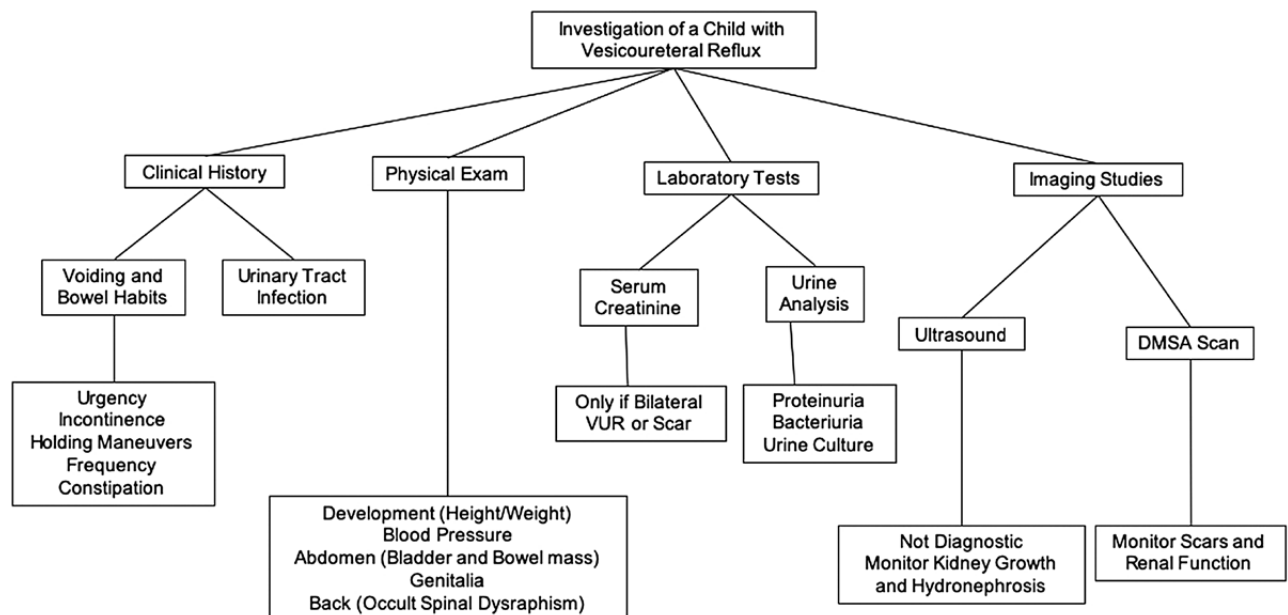 Investigation of a Child with
Vesicoureteral Reflux
Clinical History
Physical Exam
Laboratory Tests
Imaging Studies
Voiding and
Bowel Habits
Urinary Tract
Infection
Serum
Creatinine
Urine
Analysis
Ultrasound
DMSA Scan
Urgency
Incontinence
Holding Maneuvers
Frequency
Constipation
Only if Bilateral
VUR or Scar
Proteinuria
Bacteriuria
Urine Culture
Development (Height/Weight)
Blood Pressure
Abdomen (Bladder and Bowel mass)
Genitalia
Back (Occult Spinal Dysraphism)
Not Diagnostic
Monitor Kidney Growth
and Hydronephrosis
Monitor Scars and
Renal Function